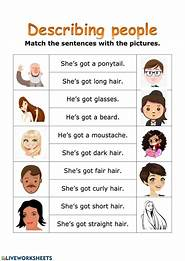 Describing people
Match the sentences with the pictures.
She's got a ponytail.
She's got long hair.
He's got glasses.
He's got a beard.
She's got a moustache.
She's got dark hair.
She's got fair hair.
She's got curly hair.
She's got short hair.
She's got straight hair.
LIVEWORKSHEETS